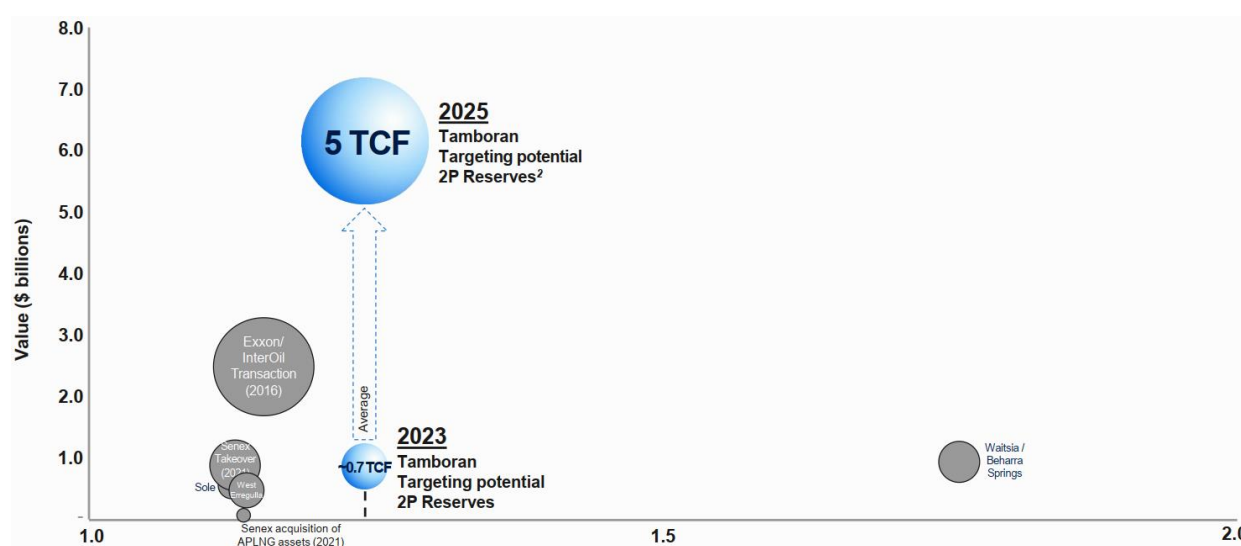 8.0
7.0
6.0
5.0
4.0
3.0
2.0
1.0
-
Value ($ billions)
5 TCF
2025
Tamboran
Targeting potential
2P Reserves²
Average
Exxon/
InterOil
Transaction
(2016)
Senex
Takeover
(2021)
Sole
West
Erregulla
Senex acquisition of
APLNG assets (2021)
~0.7 TCF
2023
Tamboran
Targeting potential
2P Reserves
Waitsia /
Beharra
Springs
1.0
1.5
2.0